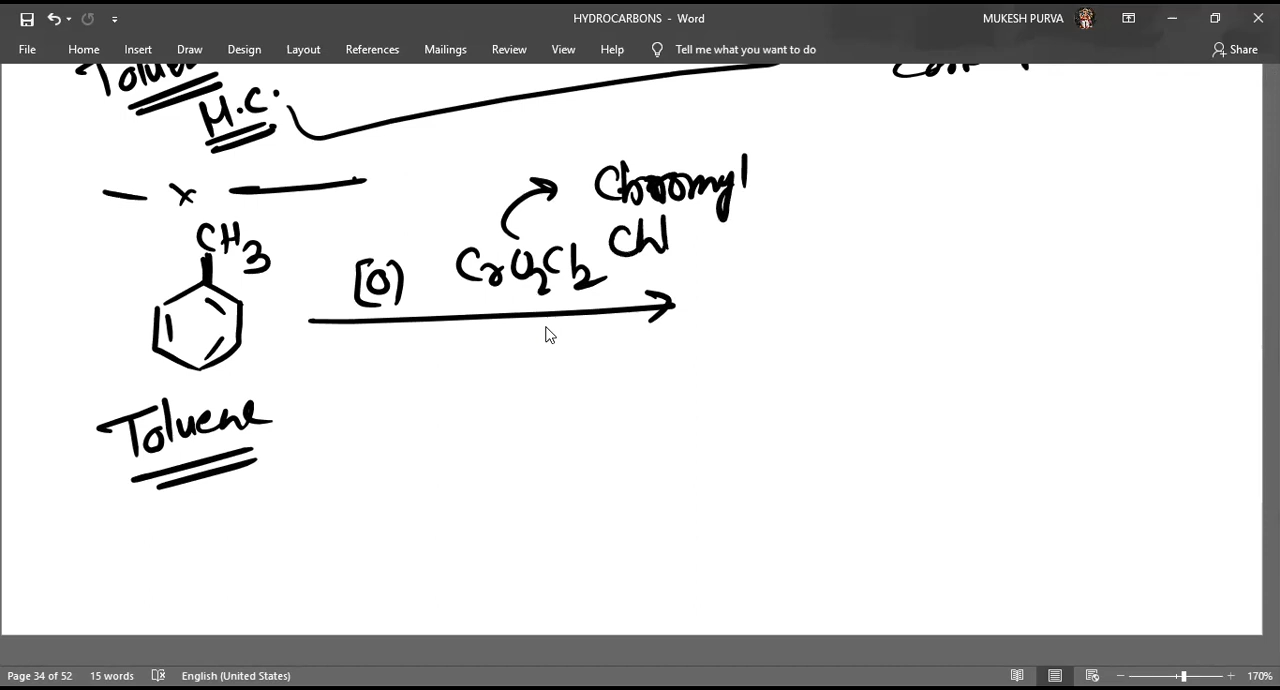 HYDROCARBONS - Word
MUKESH PURVA
File Home Insert Draw Design Layout References Mailings Review View Help Tell me what you want to do Share
M.C.
x
CH3
[O] CrO2Cl2
Chromyl
Chl
Toluene
Page 34 of 52 15 words English (United States) 170%